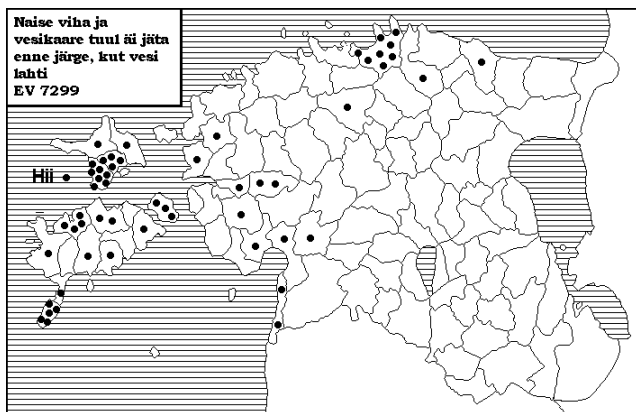 Naise viha ja
vesikaare tuul äi jäta
enne järge, kut vesi
lahti
EV 7299
Hii